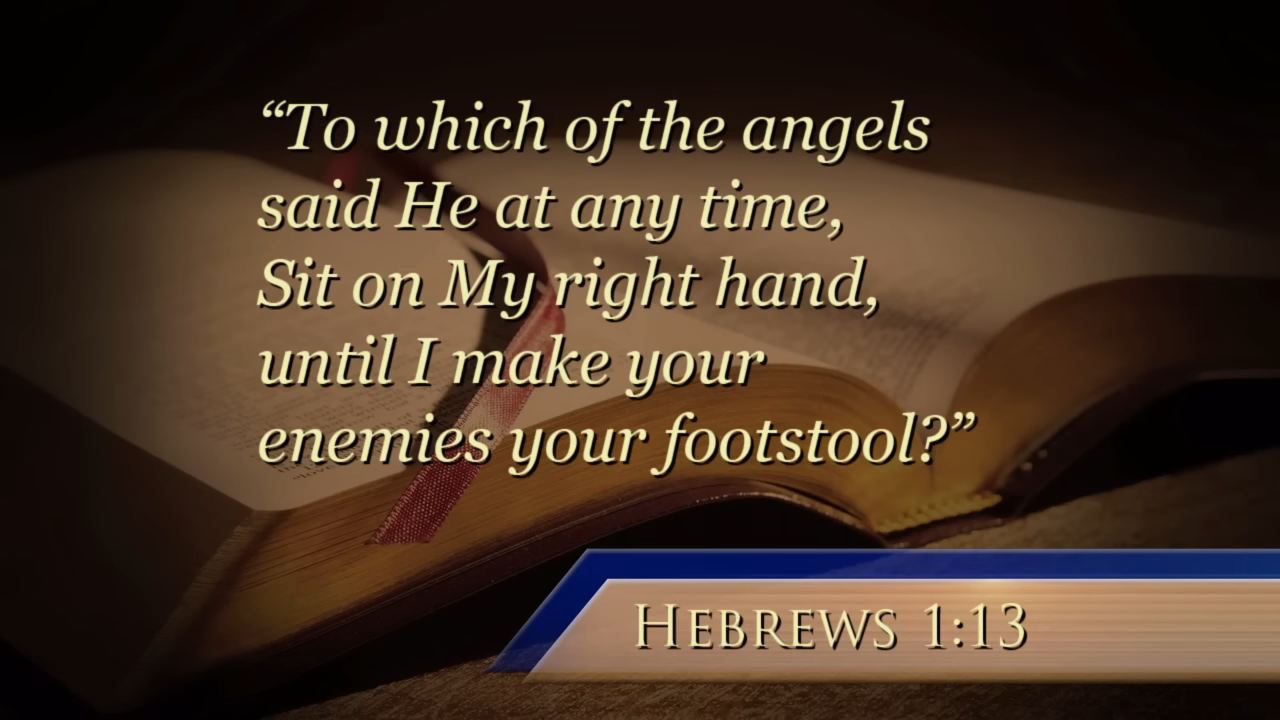 “To which of the angels
said He at any time,
Sit on My right hand,
until I make your
enemies your footstool?”
Hebrews 1:13